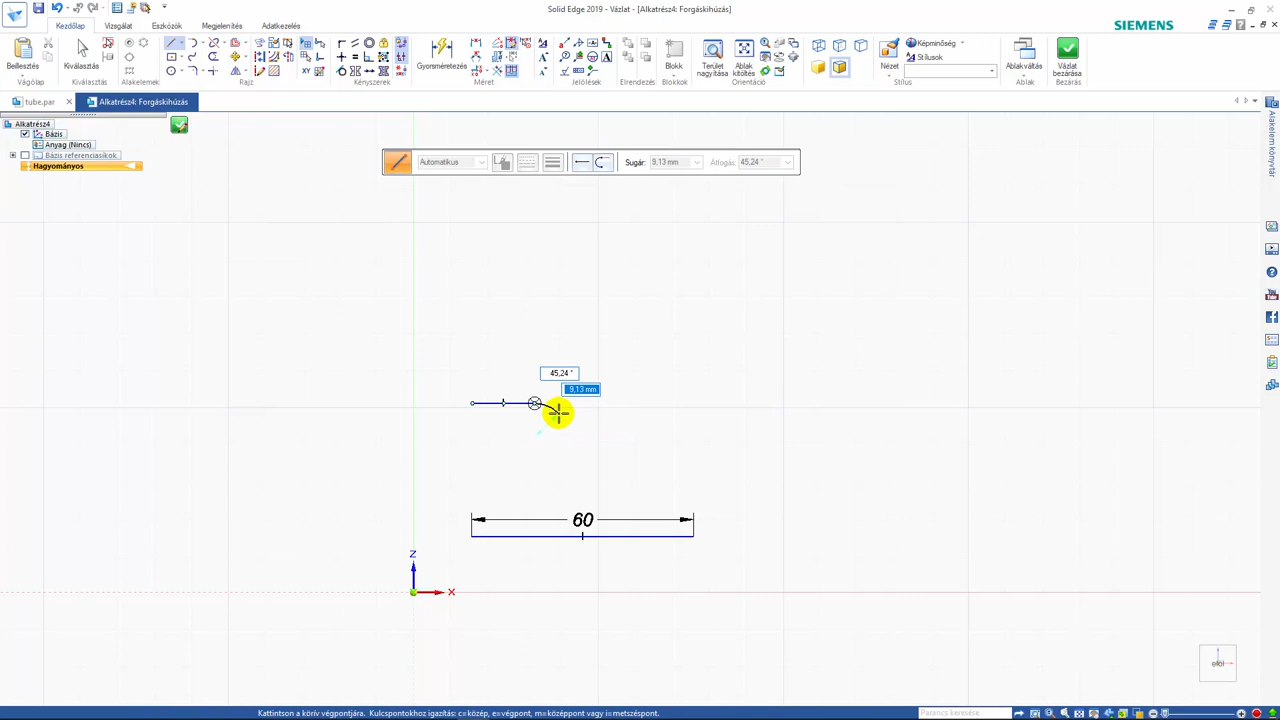 Solid Edge 2019 - Vázlat - [Alkatrész4: Forgáskihúzás]
Kezdőlap Vizsgálat Eszközök Megjelenítés Adatkezelés
SIEMENS
Beillesztés Kiválasztás Gyorsméretezés Blokk Terület nagyítása Ablak kitöltés Nézet Képminőség Stílusok Ablakváltás Vázlat bezárása
Vágólap Kiválasztás Alakelemek Rajz Kényszerek Méret Jelölések Elrendezés Blokkok Orientáció Stílus Ablak Bezárás
tube.par Alkatrész4: Forgáskihúzás
Alkatrész4
Bázis
Anyag (Nincs)
Bázis referenciasíkok
Hagyományos
Automatikus Sugár: 9,13 mm Átfogás: 45,24 °
45,24 °
9,13 mm
60
Z
X
elöl
Alkatelem könyvtár
Kattintson a körív végpontjára. Kulcspontokhoz igazítás: c=közép, e=végpont, m=középpont vagy i=metszéspont.
Parancs keresése